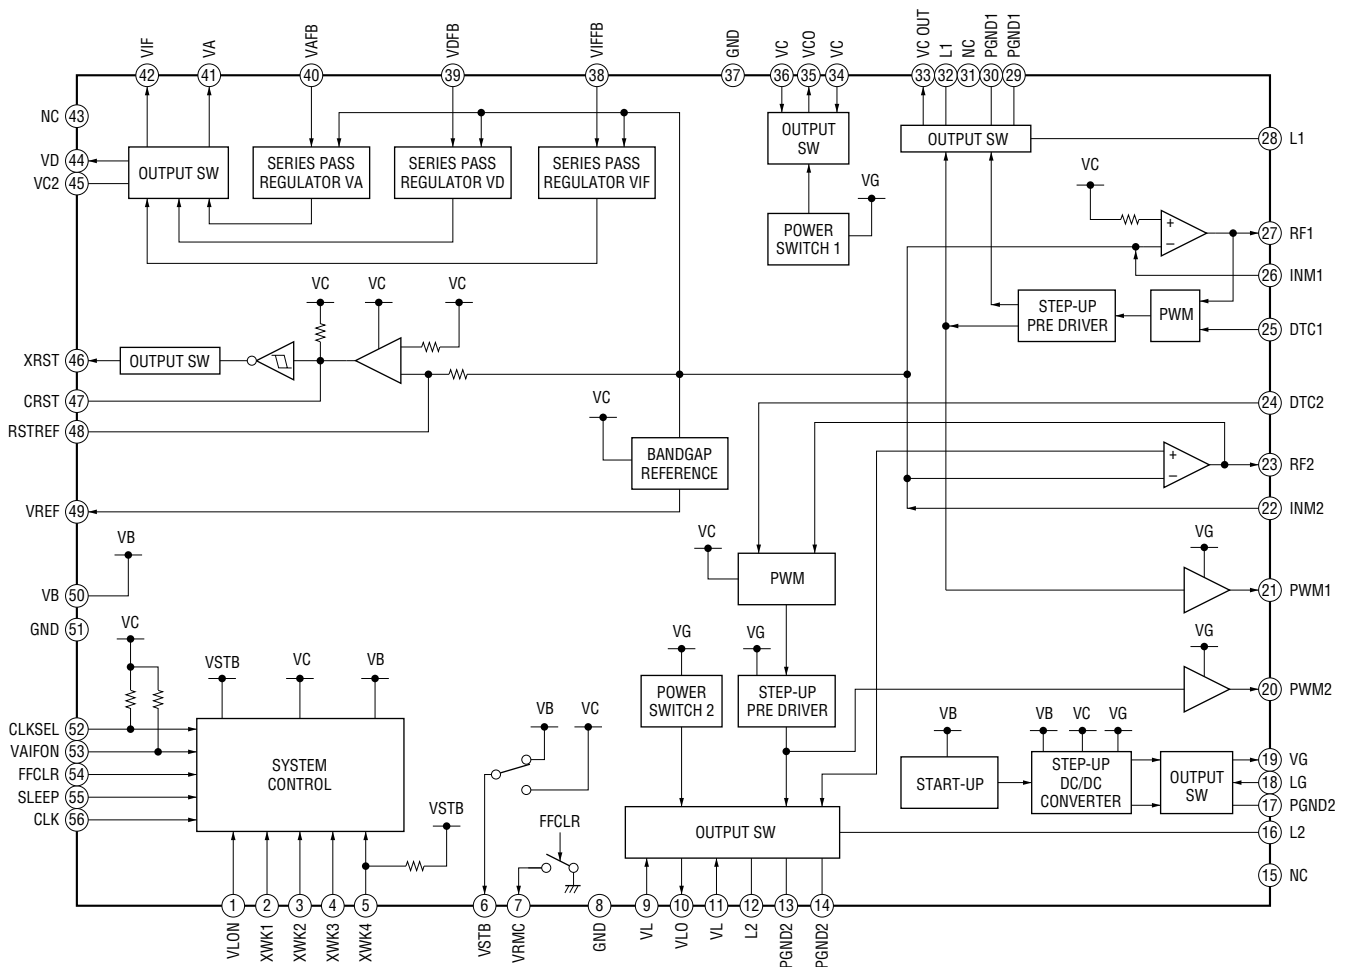 VIF
VA
VAFB
VDFB
VIFFB
GND
VC
VCO
VC
VC OUT
L1
NC
PGND1
PGND1
42
41
40
39
38
37
36
35
34
33
32
31
30
29
NC 43
VD 44
VC2 45
OUTPUT SW
SERIES PASS
REGULATOR VA
SERIES PASS
REGULATOR VD
SERIES PASS
REGULATOR VIF
OUTPUT
SW
OUTPUT SW
28 L1
VG
POWER
SWITCH 1
VC
+
−
27 RF1
26 INM1
STEP-UP
PRE DRIVER
PWM
25 DTC1
VC
VC
VC
XRST 46
OUTPUT SW
CRST 47
RSTREF 48
VC
BANDGAP
REFERENCE
24 DTC2
+
−
23 RF2
VREF 49
22 INM2
VB
VC
PWM
VG
VB 50
21 PWM1
GND 51
VC
VSTB
VC
VB
VG
VG
VG
POWER
SWITCH 2
STEP-UP
PRE DRIVER
20 PWM2
CLKSEL 52
VAIFON 53
FFCLR 54
SLEEP 55
CLK 56
SYSTEM
CONTROL
VB
VC
VB
VB
VC
VG
START-UP
STEP-UP
DC/DC
CONVERTER
OUTPUT
SW
19 VG
18 LG
17 PGND2
VSTB
FFCLR
OUTPUT SW
16 L2
15 NC
1
2
3
4
5
6
7
8
9
10
11
12
13
14
VLON
XWK1
XWK2
XWK3
XWK4
VSTB
VRMC
GND
VL
VLO
VL
L2
PGND2
PGND2